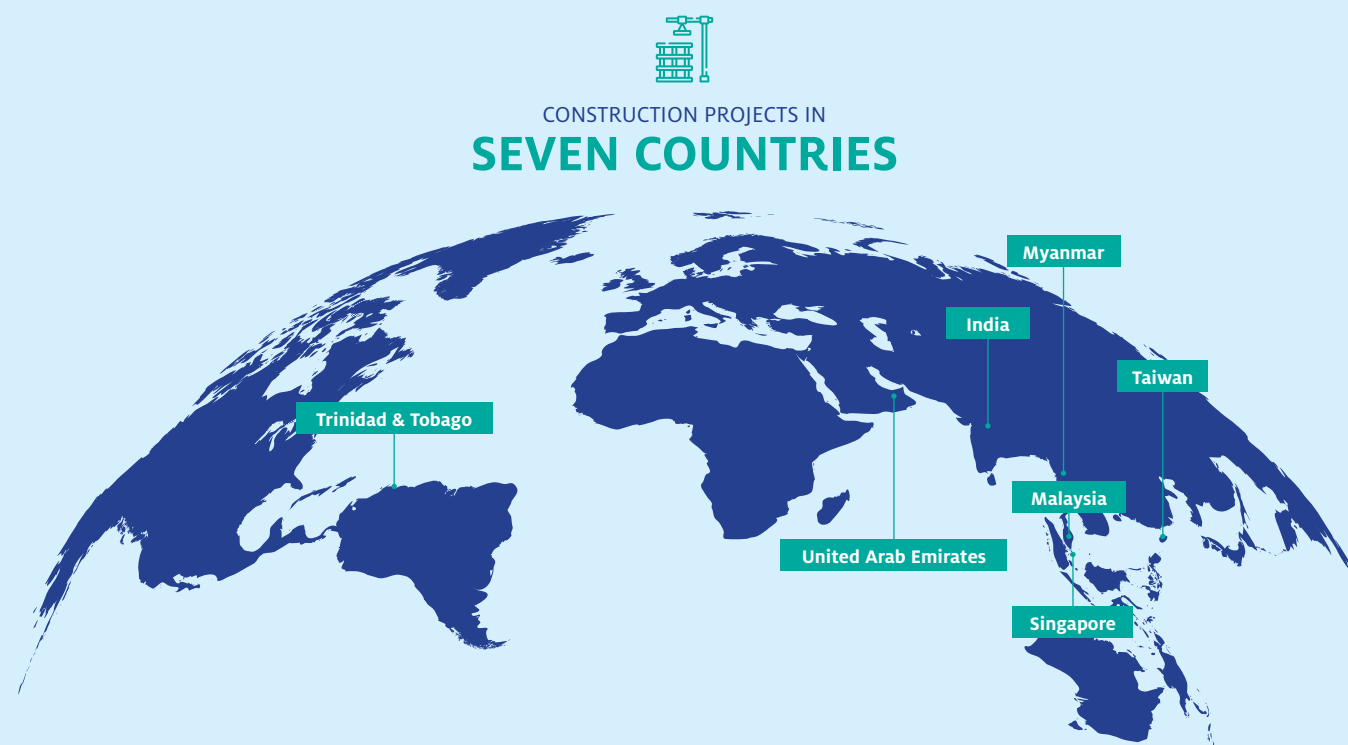 CONSTRUCTION PROJECTS IN
SEVEN COUNTRIES
Myanmar
India
Taiwan
Trinidad & Tobago
Malaysia
United Arab Emirates
Singapore